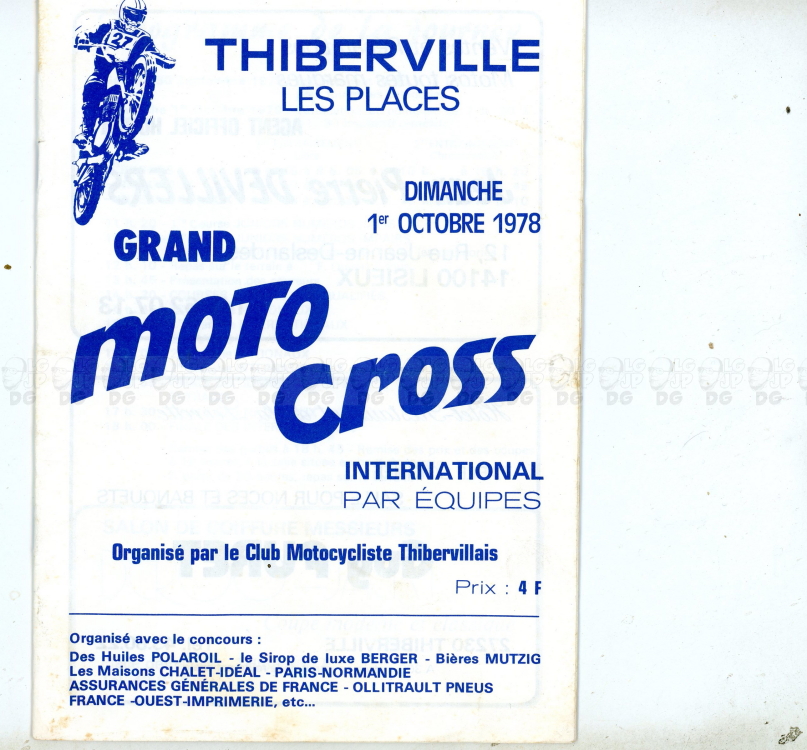 27
THIBERVILLE
LES PLACES
DIMANCHE
1er OCTOBRE 1978
GRAND
moto
cross
INTERNATIONAL
PAR ÉQUIPES
Organisé par le Club Motocycliste Thibervillais
Prix : 4 F
Organisé avec le concours :
Des Huiles POLAROIL - le Sirop de luxe BERGER - Bières MUTZIG
Les Maisons CHALET-IDÉAL - PARIS-NORMANDIE
ASSURANCES GÉNÉRALES DE FRANCE - OLLITRAULT PNEUS
FRANCE -OUEST-IMPRIMERIE, etc...